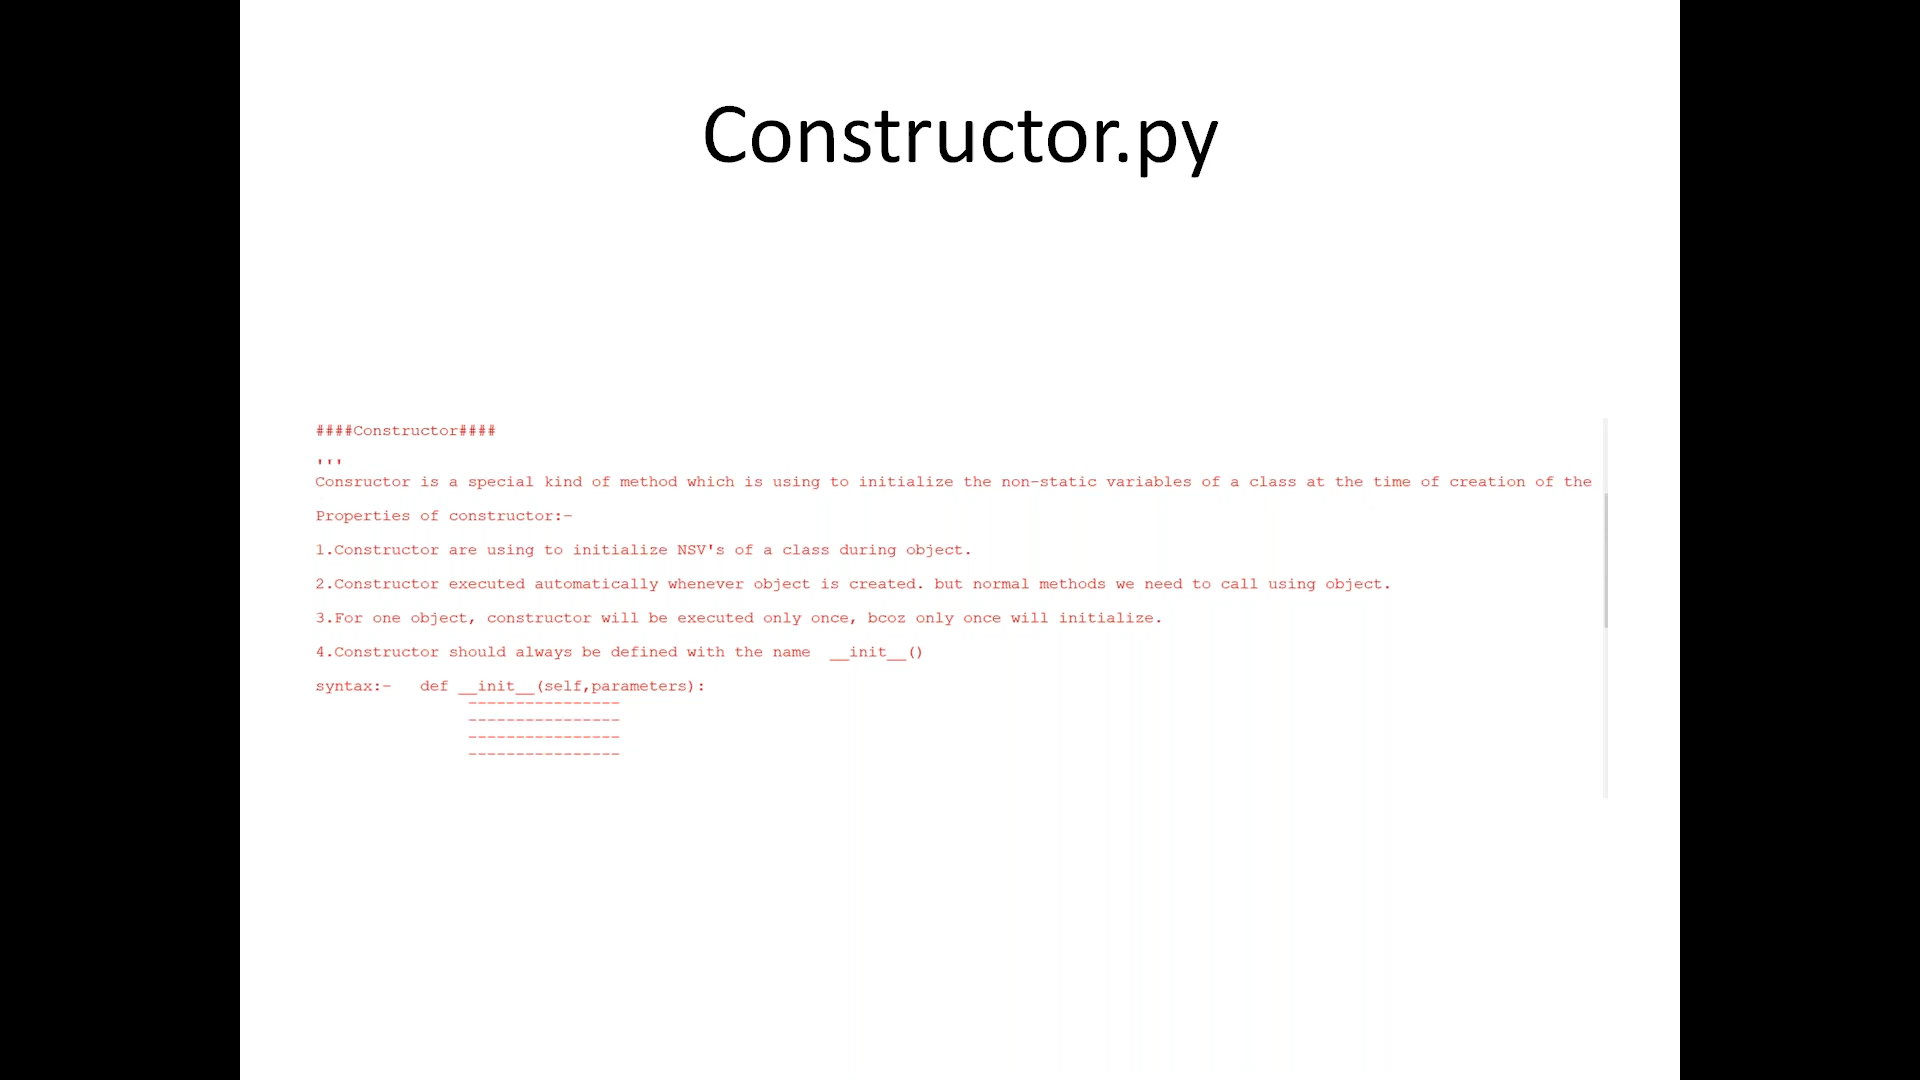 Constructor.py
####Constructor####
'''
Consructor is a special kind of method which is using to initialize the non-static variables of a class at the time of creation of the
Properties of constructor:-
1.Constructor are using to initialize NSV's of a class during object.
2.Constructor executed automatically whenever object is created. but normal methods we need to call using object.
3.For one object, constructor will be executed only once, bcoz only once will initialize.
4.Constructor should always be defined with the name  __init__()
syntax:-   def __init__(self,parameters):
----------------
----------------
----------------
----------------